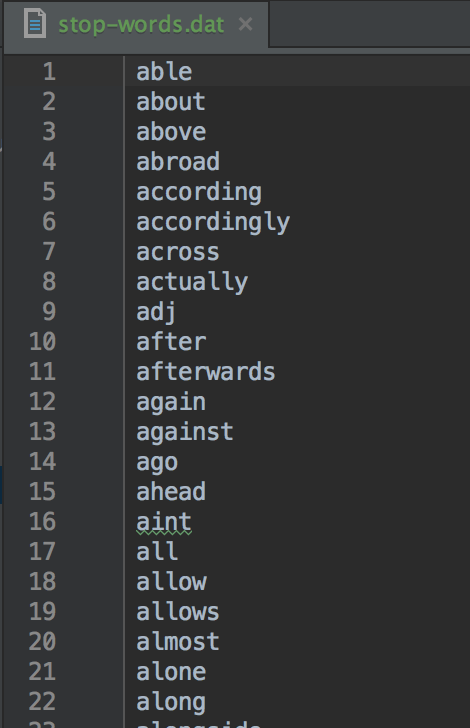 stop-words.dat ×
1 able
2 about
3 above
4 abroad
5 according
6 accordingly
7 across
8 actually
9 adj
10 after
11 afterwards
12 again
13 against
14 ago
15 ahead
16 aint
17 all
18 allow
19 allows
20 almost
21 alone
22 along
23 alongside